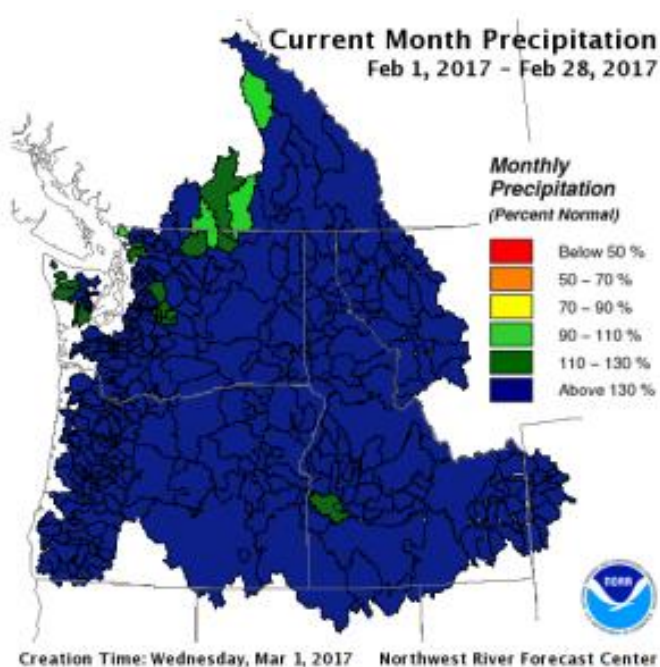 Current Month Precipitation
Feb 1, 2017 – Feb 28, 2017
Monthly
Precipitation
(Percent Normal)
Below 50 %
50 – 70 %
70 – 90 %
90 – 110 %
110 – 130 %
Above 130 %
NOAA
Creation Time: Wednesday, Mar 1, 2017 Northwest River Forecast Center